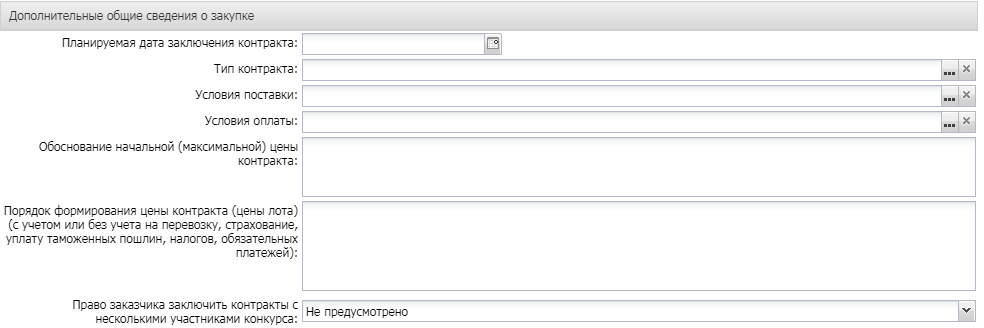 Дополнительные общие сведения о закупке
Планируемая дата заключения контракта:
Тип контракта:
Условия поставки:
Условия оплаты:
Обоснование начальной (максимальной) цены
контракта:
Порядок формирования цены контракта (цены лота)
(с учетом или без учета на перевозку, страхование,
уплату таможенных пошлин, налогов, обязательных
платежей):
Право заказчика заключить контракты с
несколькими участниками конкурса:
Не предусмотрено